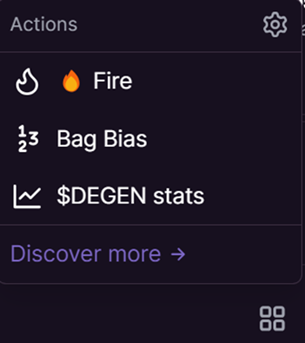 Actions
🔥 Fire
Bag Bias
$DEGEN stats
Discover more →